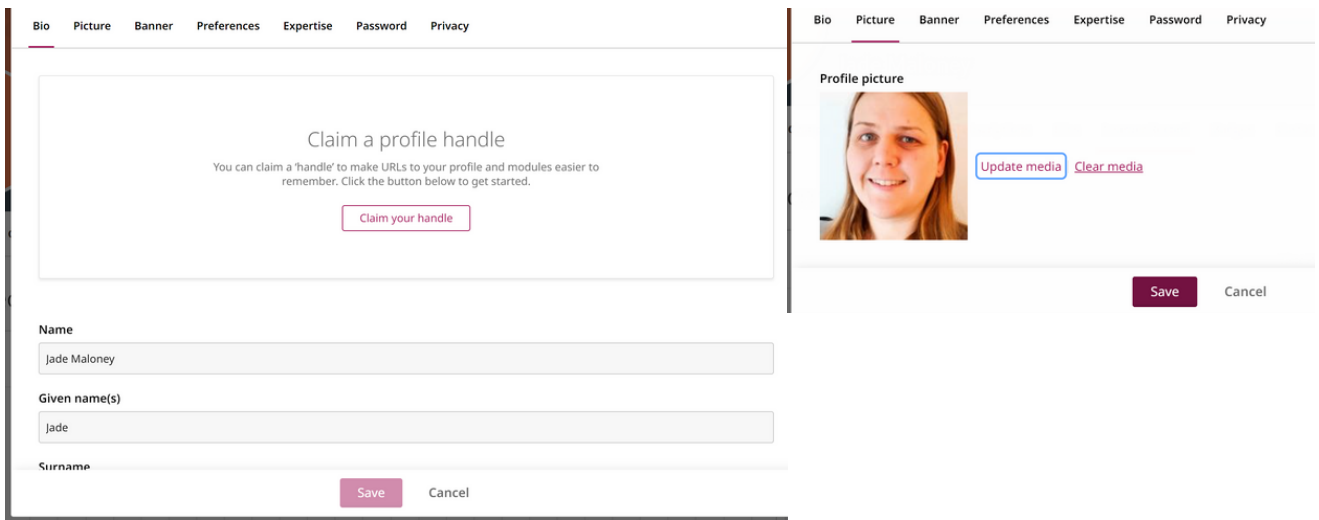 Bio Picture Banner Preferences Expertise Password Privacy
Claim a profile handle
You can claim a 'handle' to make URLs to your profile and modules easier to
remember. Click the button below to get started.
Claim your handle
Name
Jade Maloney
Given name(s)
Jade
Surname
Save Cancel
Bio Picture Banner Preferences Expertise Password Privacy
Profile picture
Update media Clear media
Save Cancel